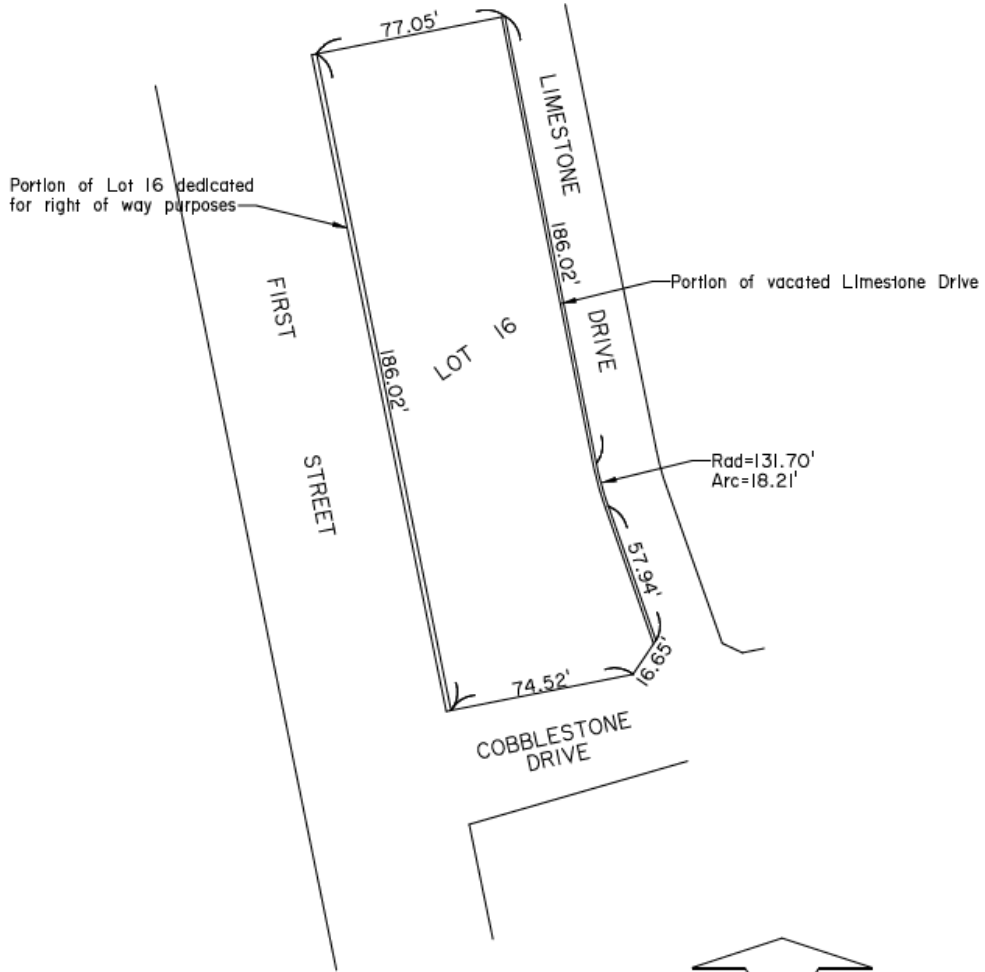 77.05'
LIMESTONE
Portion of Lot 16 dedicated
for right of way purposes
186.02'
Portion of vacated Limestone Drive
FIRST
DRIVE
LOT 16
186.02'
STREET
Rad=131.70'
Arc=18.21'
57.94'
16.65'
74.52'
COBBLESTONE
DRIVE